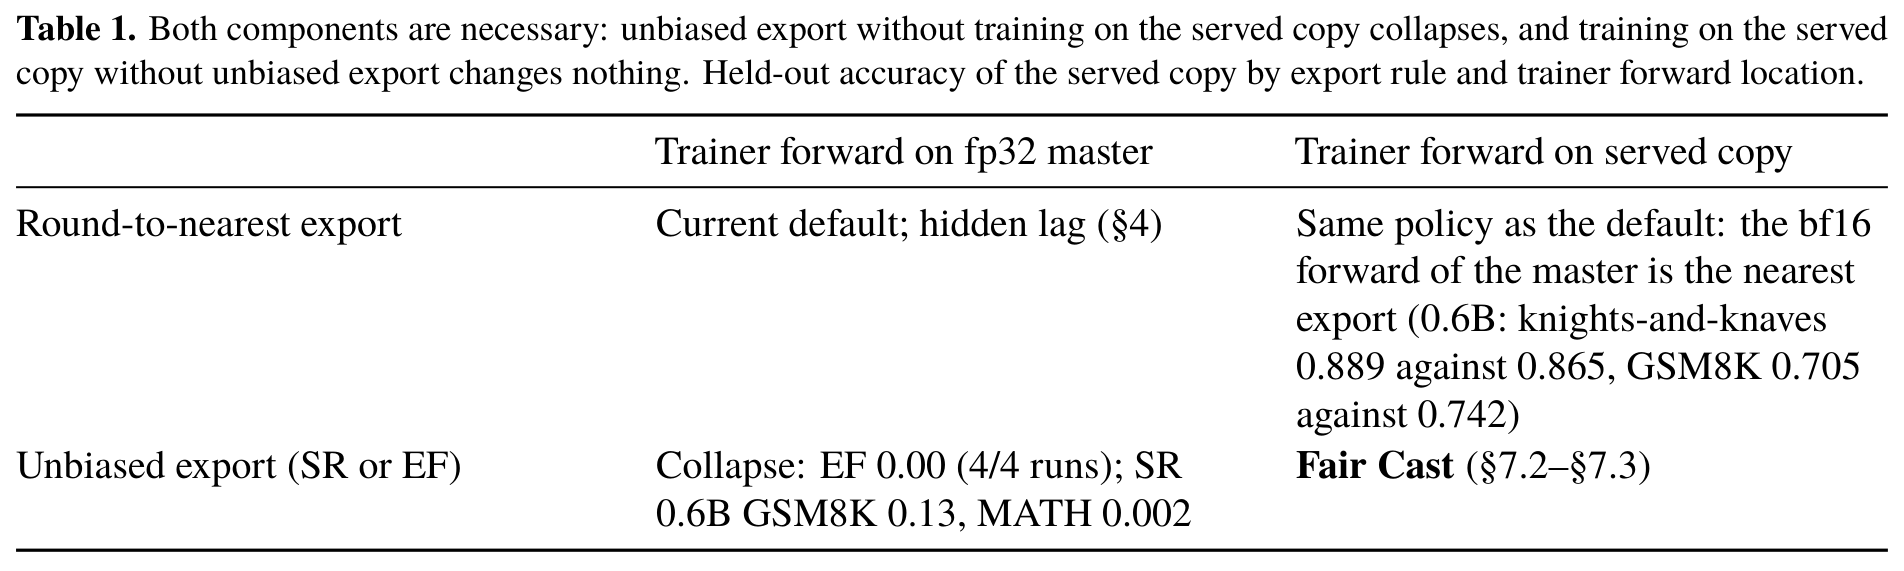 Table 1. Both components are necessary: unbiased export without training on the served copy collapses, and training on the served
copy without unbiased export changes nothing. Held-out accuracy of the served copy by export rule and trainer forward location.
Trainer forward on fp32 master
Trainer forward on served copy
Round-to-nearest export
Current default; hidden lag (§4)
Same policy as the default: the bf16
forward of the master is the nearest
export (0.6B: knights-and-knaves
0.889 against 0.865, GSM8K 0.705
against 0.742)
Unbiased export (SR or EF)
Collapse: EF 0.00 (4/4 runs); SR
0.6B GSM8K 0.13, MATH 0.002
Fair Cast (§7.2–§7.3)